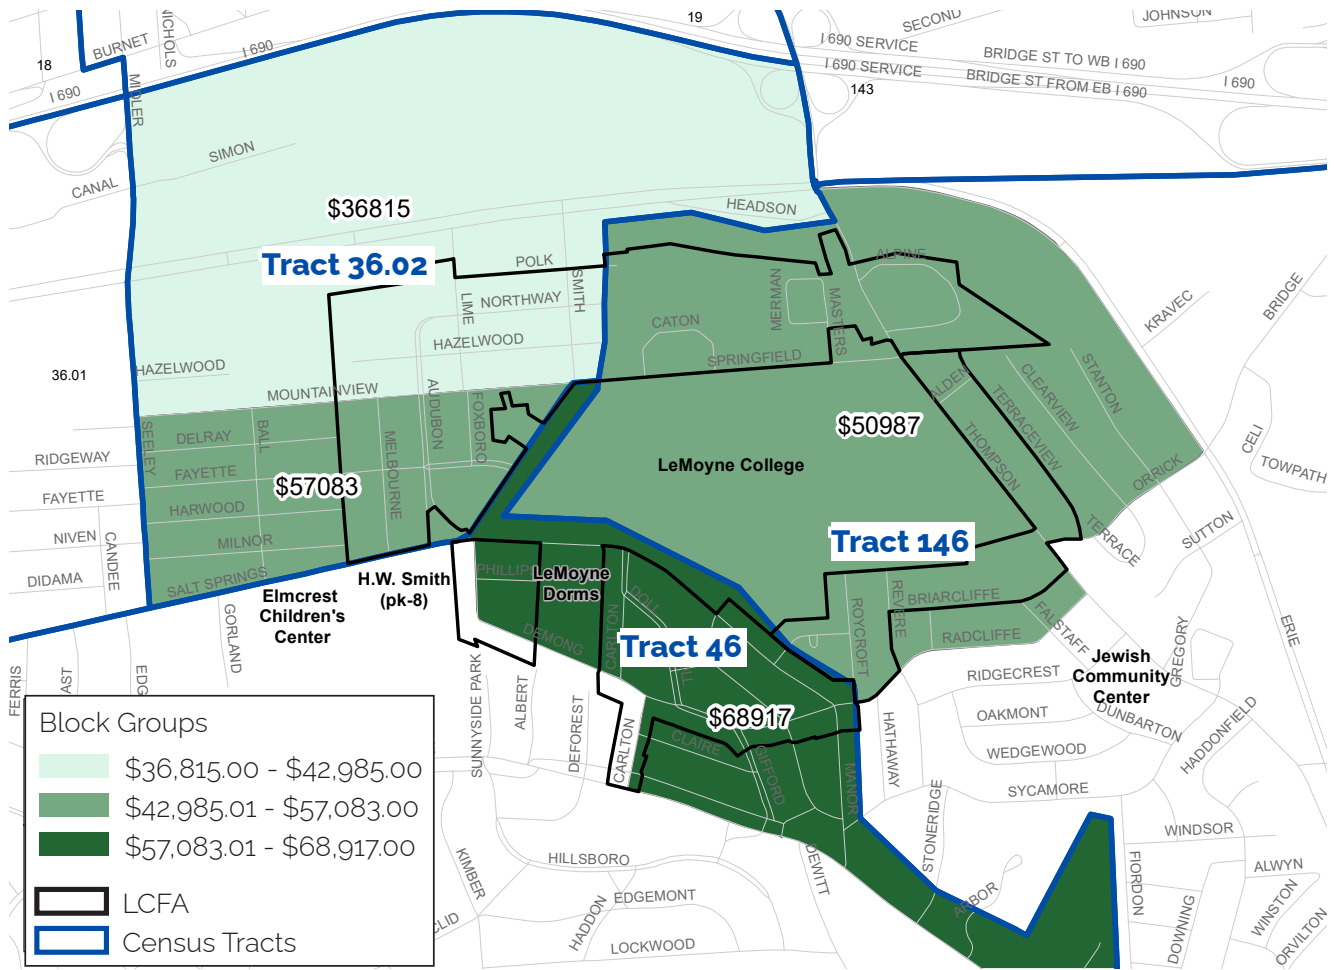 19
SECOND
JOHNSON
NICHOLS
BURNET
I 690
I 690 SERVICE
BRIDGE ST TO WB I 690
18
I 690 SERVICE
BRIDGE ST FROM EB I 690
I 690
I 690
MIDLER
143
SIMON
CANAL
$36815
HEADSON
Tract 36.02
POLK
ALPINE
SMITH
LIME
NORTHWAY
MERMAN
MASTERS
BRIDGE
KRAVEC
CATON
HAZELWOOD
SPRINGFIELD
HAZELWOOD
36.01
MOUNTAINVIEW
AUDUBON
FOXBORO
ALDEN
CLEARVIEW
STANTON
TERRACEVIEW
SEELEY
DELRAY
BALL
MELBOURNE
$50987
THOMPSON
CELI
RIDGEWAY
FAYETTE
LeMoyne College
ORRICK
TOWPATH
FAYETTE
$57083
HARWOOD
NIVEN
CANDEE
MILNOR
Tract 146
TERRACE
SUTTON
DIDAMA
SALT SPRINGS
H.W. Smith
(pk-8)
PHILLIPS
LeMoyne
Dorms
Elmcrest
Children's
Center
GORLAND
DOLL
CARLTON
DEMONG
ROYCROFT
REVERE
BRIARCLIFFE
RADCLIFFE
FALSTAFF
GREGORY
ERIE
Tract 46
Jewish
Community
Center
FERRIS
AST
EDG
SUNNYSIDE PARK
ALBERT
DEFOREST
CARLTON
RIDGECREST
OAKMONT
DUNBARTON
HADDONFIELD
$68917
CLAIRE
GIFFORD
MANOR
HATHAWAY
WEDGEWOOD
SYCAMORE
STONERIDGE
Block Groups
$36,815.00 - $42,985.00
$42,985.01 - $57,083.00
$57,083.01 - $68,917.00
LCFA
Census Tracts
WINDSOR
KIMBER
HILLSBORO
DEWITT
FIORDON
ALWYN
EDGEMONT
HADDON
ARBOR
DOWNING
WINSTON
ORVILTON
CLID
LOCKWOOD